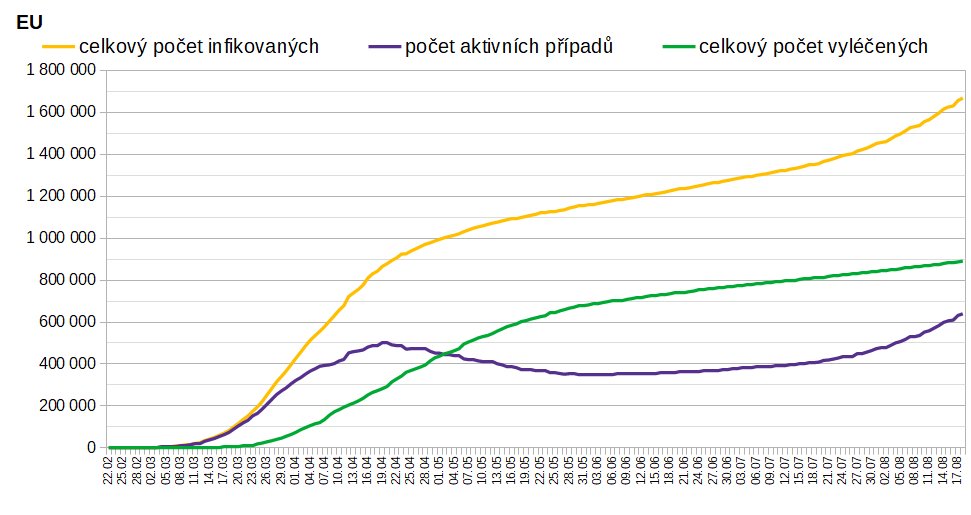 EU
celkový počet infikovaných počet aktivních případů celkový počet vyléčených
1 800 000
1 600 000
1 400 000
1 200 000
1 000 000
800 000
600 000
400 000
200 000
0
22.02 25.02 28.02 02.03 05.03 08.03 11.03 14.03 17.03 20.03 23.03 26.03 29.03 01.04 04.04 07.04 10.04 13.04 16.04 19.04 22.04 25.04 28.04 02.05 04.05 07.05 10.05 13.05 16.05 19.05 22.05 25.05 28.05 31.05 03.06 06.06 09.06 12.06 15.06 18.06 21.06 24.06 27.06 30.06 03.07 06.07 09.07 12.07 15.07 18.07 21.07 24.07 27.07 30.07 02.08 05.08 08.08 11.08 14.08 17.08